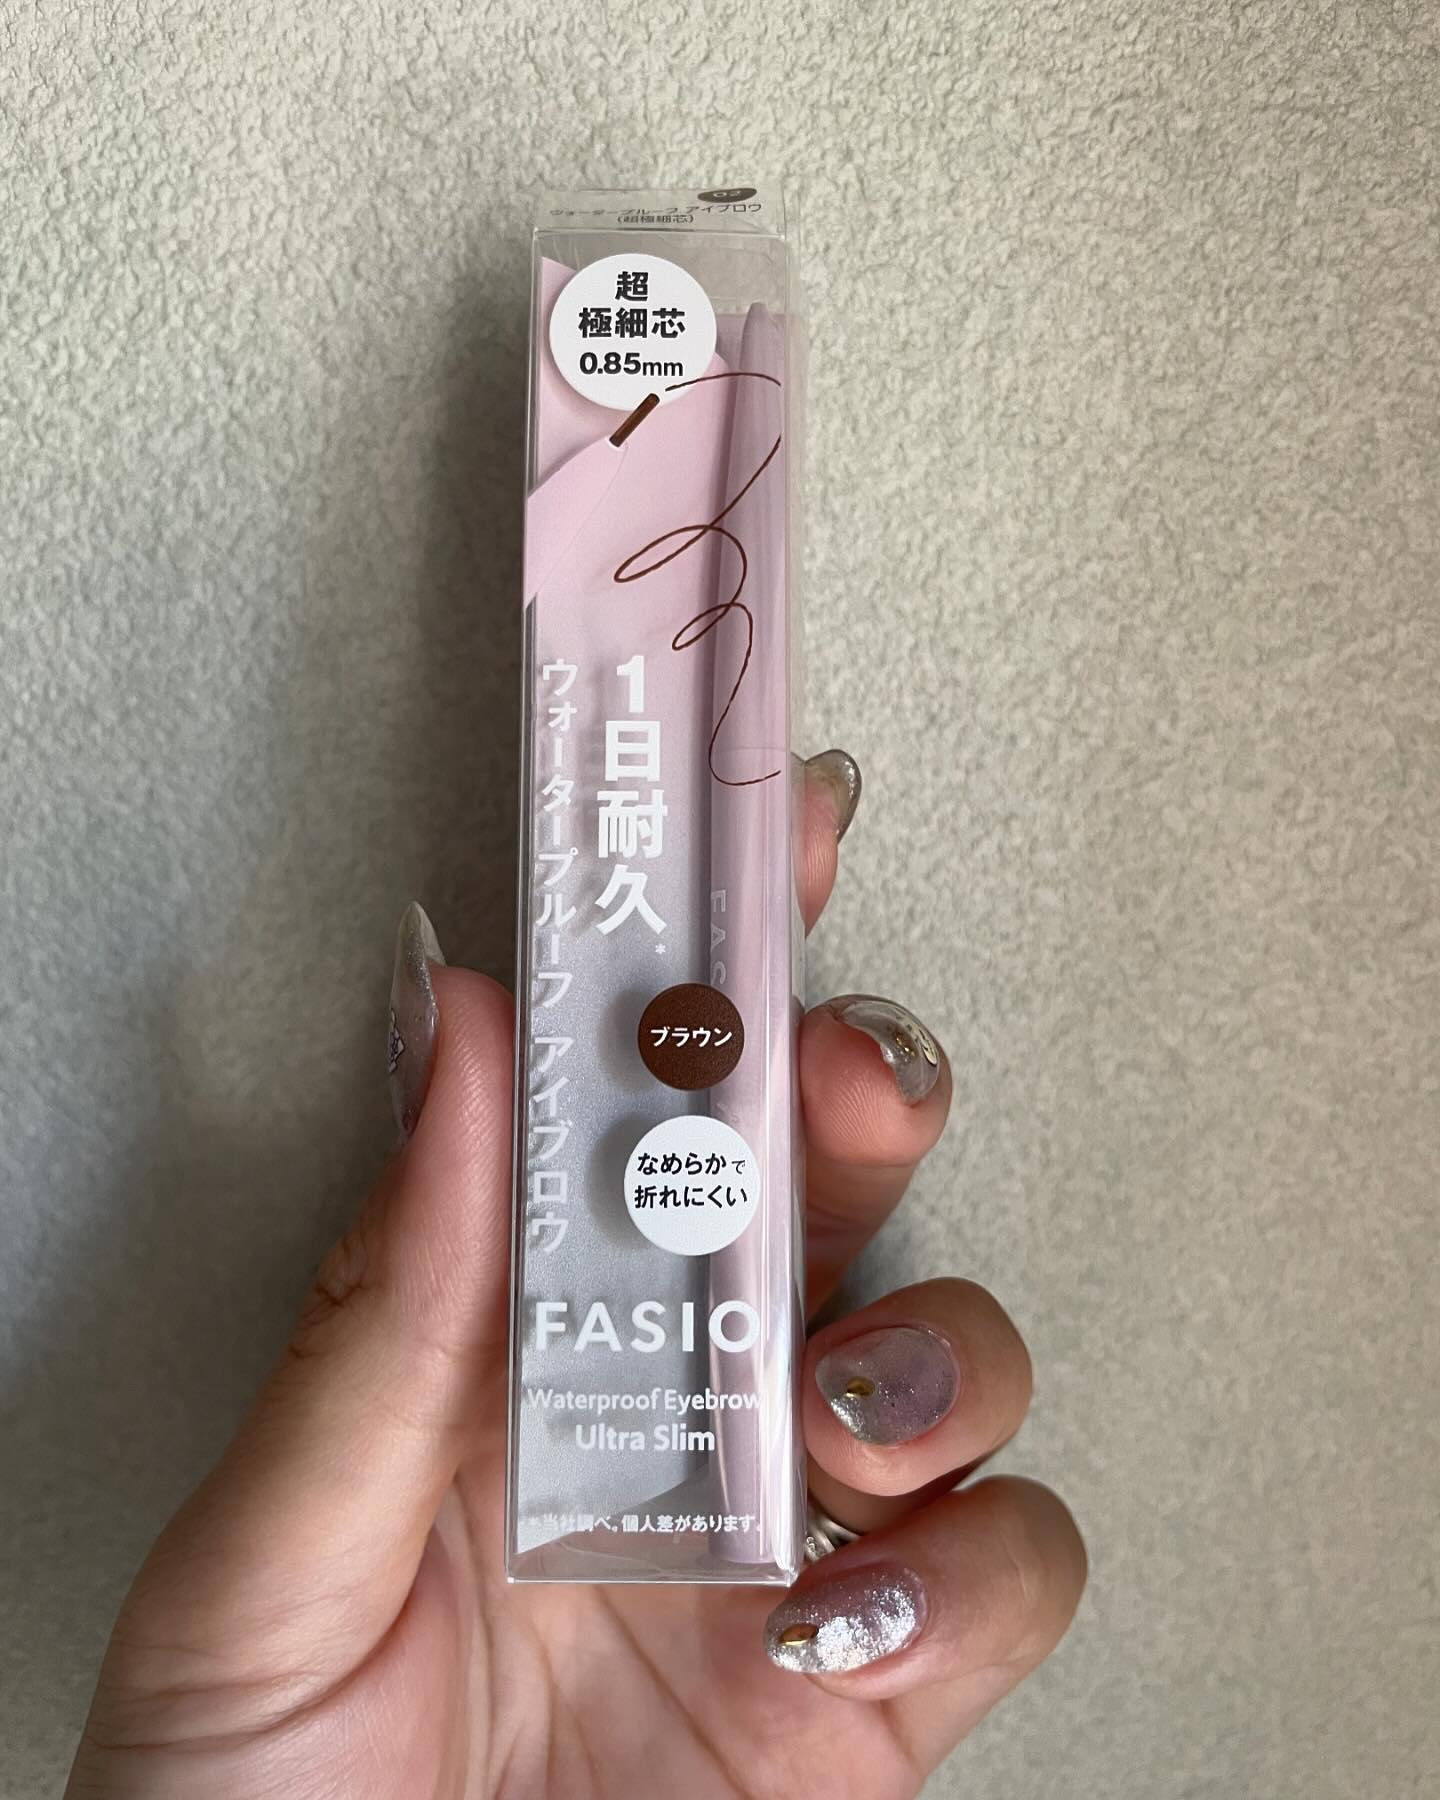 02
ウォータープルーフ アイブロウ
(超極細芯)
超
極細芯
0.85mm
1日耐久*
ウォータープルーフ アイブロウ
FAS
ブラウン
なめらかで
折れにくい
FASIO
Waterproof Eyebrow
Ultra Slim
*当社調べ。個人差があります。